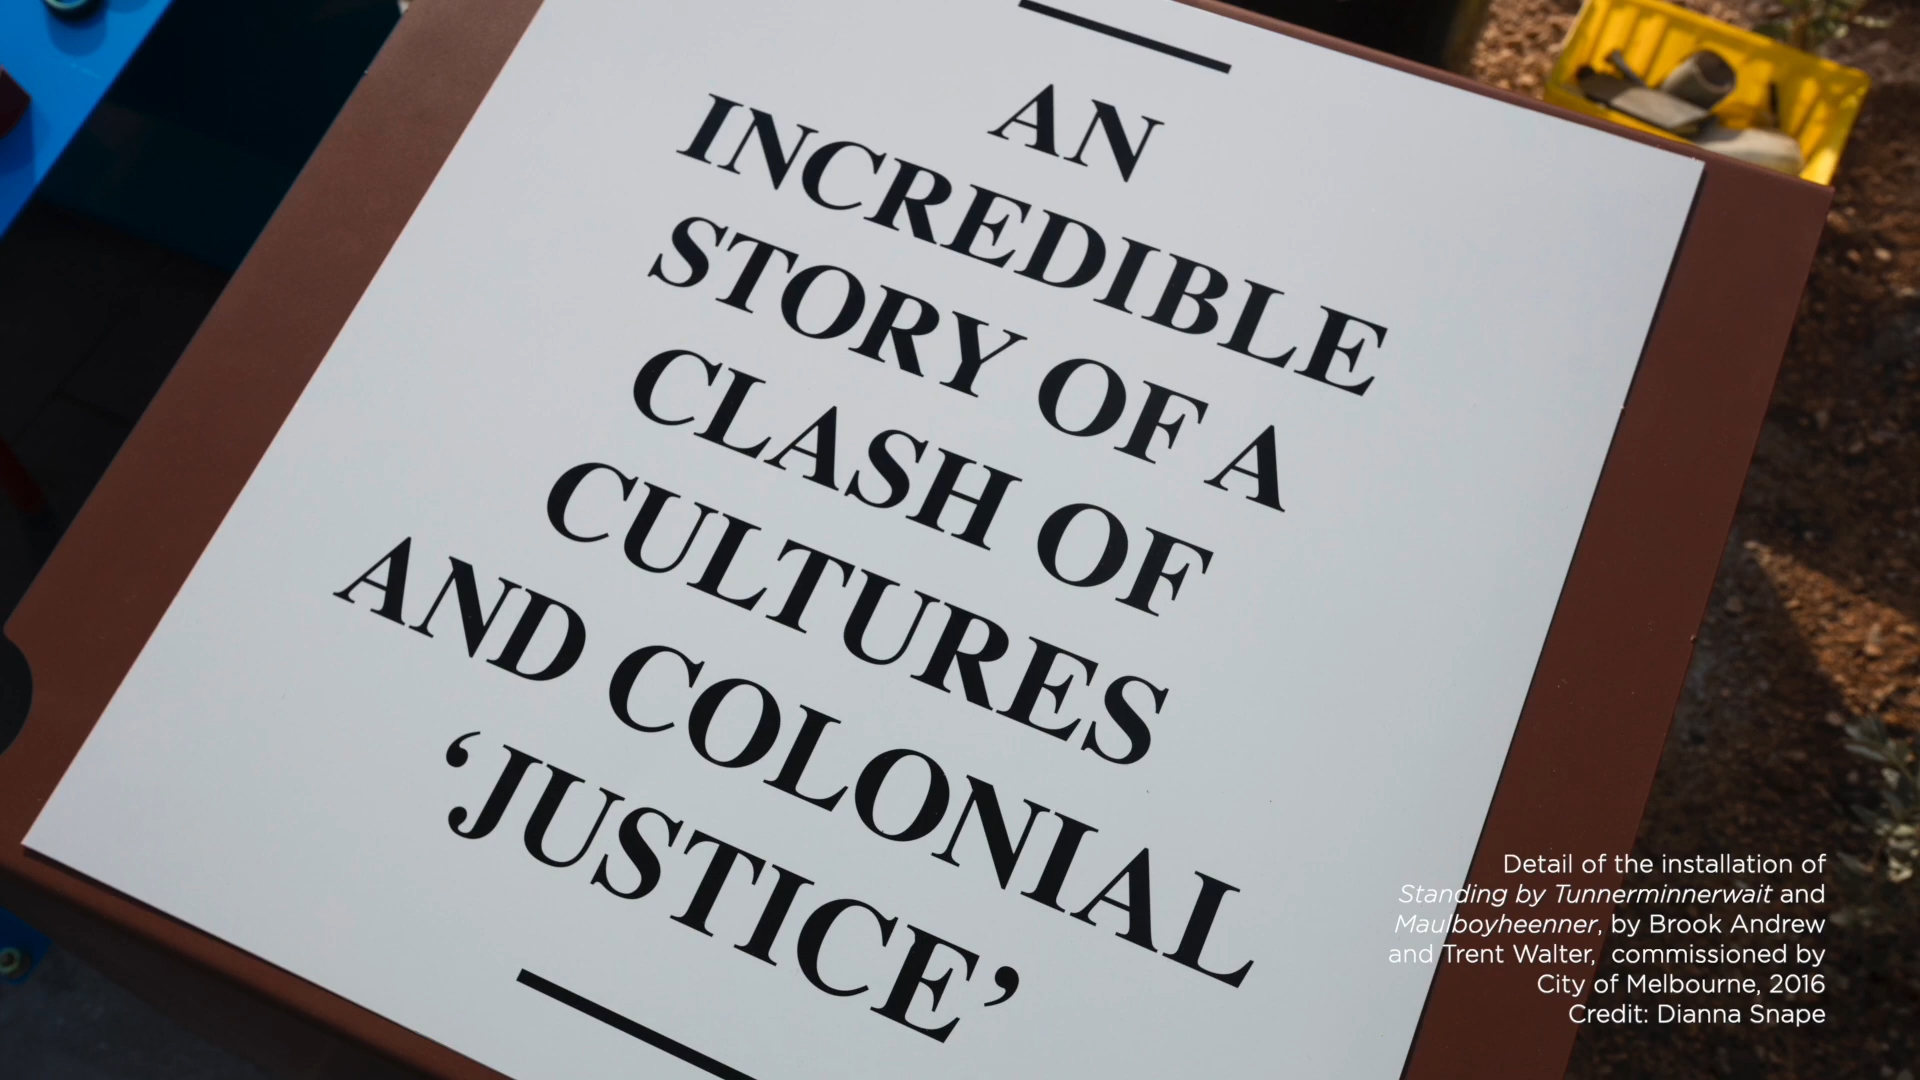 AN
INCREDIBLE
STORY OF A
CLASH OF
CULTURES
AND COLONIAL
‘JUSTICE’
Detail of the installation of
Standing by Tunnerminnerwait and
Maulboyheenner, by Brook Andrew
and Trent Walter, commissioned by
City of Melbourne, 2016
Credit: Dianna Snape